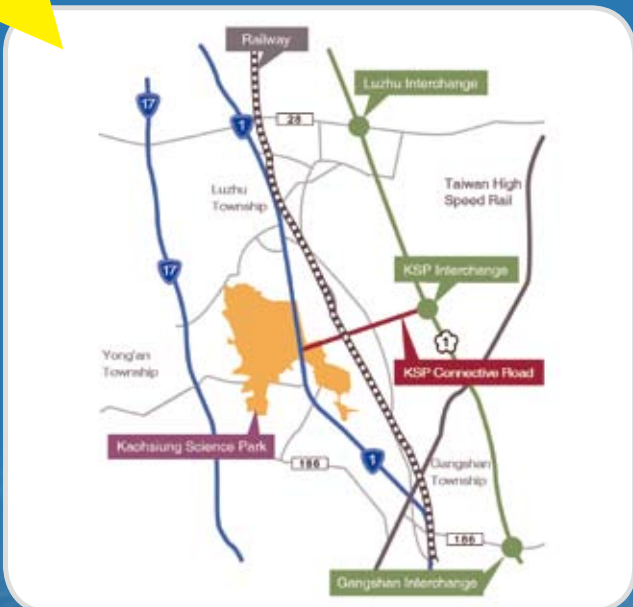 Railway
17
1
28
Luzhu Interchange
Luzhu
Township
Taiwan High
Speed Rail
17
KSP Interchange
1
Yong'an
Township
KSP Connective Road
Kaohsiung Science Park
186
1
Gangshan
Township
186
Gangshan Interchange